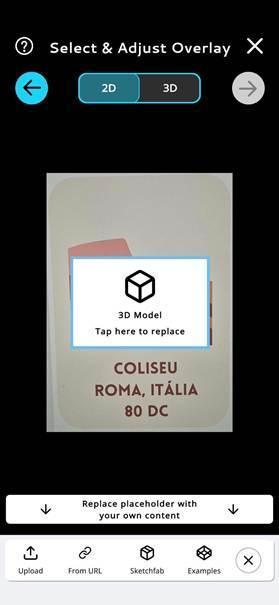 Select & Adjust Overlay
2D 3D
3D Model
Tap here to replace
COLISEU
ROMA, ITÁLIA
80 DC
Replace placeholder with
your own content
Upload From URL Sketchfab Examples